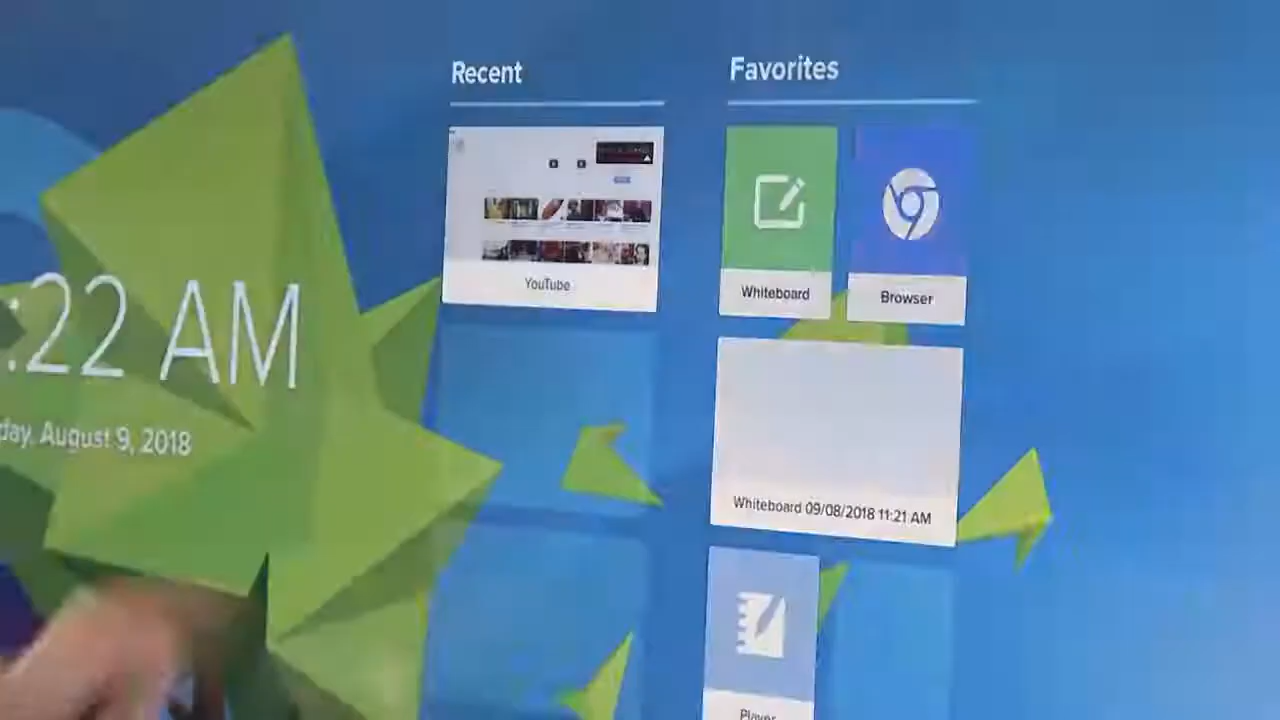 Recent
Favorites
YouTube
Whiteboard
Browser
:22 AM
day, August 9, 2018
Whiteboard 09/08/2018 11:21 AM
Player